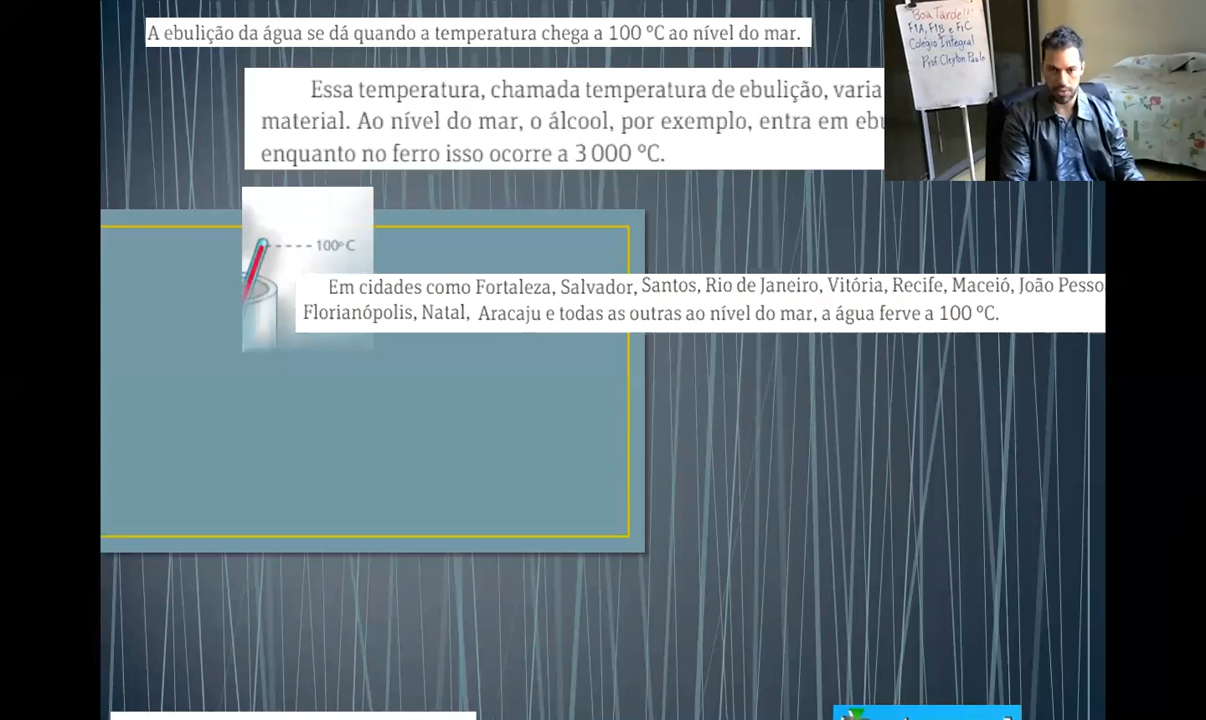 A ebulição da água se dá quando a temperatura chega a 100 °C ao nível do mar.
Boa Tarde!!!
F1A, F1B e F1C
Colégio Integral
Prof. Cleyton Paulo
Essa temperatura, chamada temperatura de ebulição, varia
material. Ao nível do mar, o álcool, por exemplo, entra em
enquanto no ferro isso ocorre a 3 000 °C.
100° C
Em cidades como Fortaleza, Salvador, Santos, Rio de Janeiro, Vitória, Recife, Maceió, João Pesso
Florianópolis, Natal, Aracaju e todas as outras ao nível do mar, a água ferve a 100 °C.